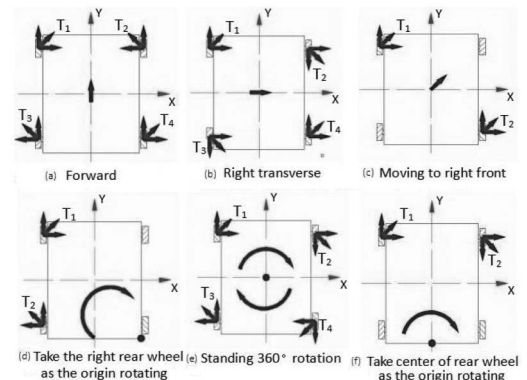 Y
T1
T2
X
T3
T4
(a) Forward
Y
T1
T2
X
T3
T4
(b) Right transverse
Y
T1
X
T2
(c) Moving to right front
Y
T1
X
T2
(d) Take the right rear wheel
as the origin rotating
Y
T1
T2
X
T3
T4
(e) Standing 360° rotation
Y
T1
T2
X
(f) Take center of rear wheel
as the origin rotating